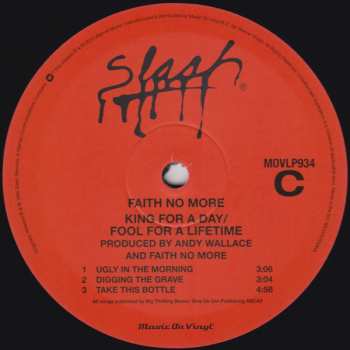 Slash
®
MOVLP934
C
FAITH NO MORE
KING FOR A DAY/
FOOL FOR A LIFETIME
PRODUCED BY ANDY WALLACE
AND FAITH NO MORE
1 UGLY IN THE MORNING 3:06
2 DIGGING THE GRAVE 3:04
3 TAKE THIS BOTTLE 4:58
Music On Vinyl